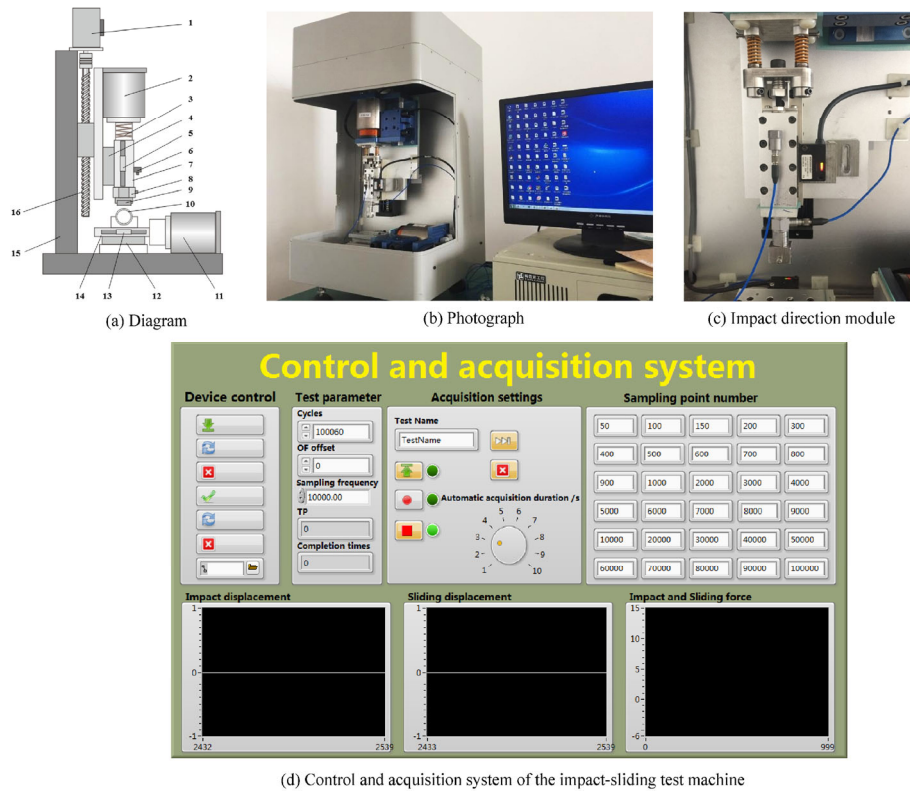 1
2
3
4
5
6
7
8
9
10
11
12
13
14
15
16
(a) Diagram
(b) Photograph
(c) Impact direction module
Control and acquisition system
Device control
Test parameter
Cycles
100060
OF offset
0
Sampling frequency
10000.00
TP
0
Completion times
0
Acquisition settings
Test Name
TestName
Automatic acquisition duration /s
1 2 3 4 5 6 7 8 9 10
Sampling point number
50 100 150 200 300
400 500 600 700 800
900 1000 2000 3000 4000
5000 6000 7000 8000 9000
10000 20000 30000 40000 50000
60000 70000 80000 90000 100000
Impact displacement
1
0
-1
2432 2539
Sliding displacement
1
0
-1
2433 2539
Impact and Sliding force
15
10
5
0
-6
0 999
(d) Control and acquisition system of the impact-sliding test machine